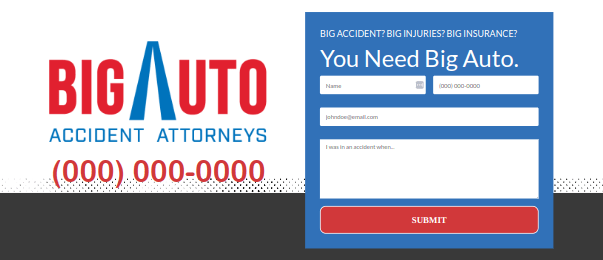 BIG AUTO
ACCIDENT ATTORNEYS
(000) 000-0000
BIG ACCIDENT? BIG INJURIES? BIG INSURANCE?
You Need Big Auto.
Name
(000) 000-0000
johndoe@email.com
I was in an accident when...
SUBMIT